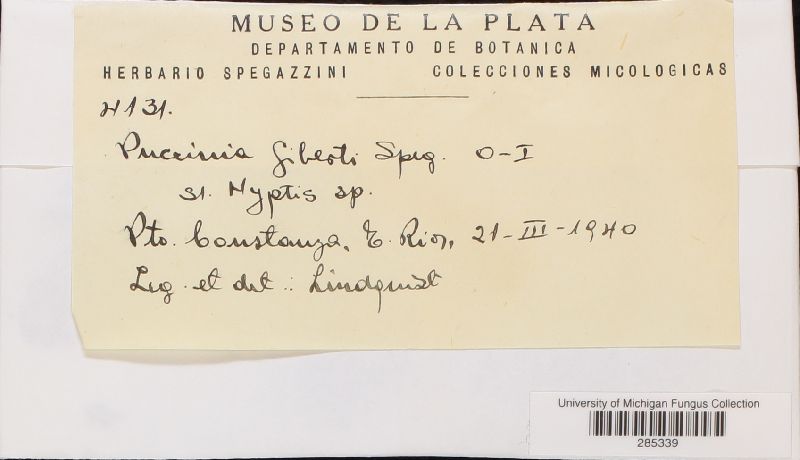 MUSEO DE LA PLATA
DEPARTAMENTO DE BOTANICA
HERBARIO SPEGAZZINI COLECCIONES MICOLOGICAS
4131.
Puccinia Giberti Speg. O-I
s/. Hyptis sp.
Pto. Constanza, E. Rios, 21-III-1940
Leg. et det.: Lindquist
University of Michigan Fungus Collection
285339